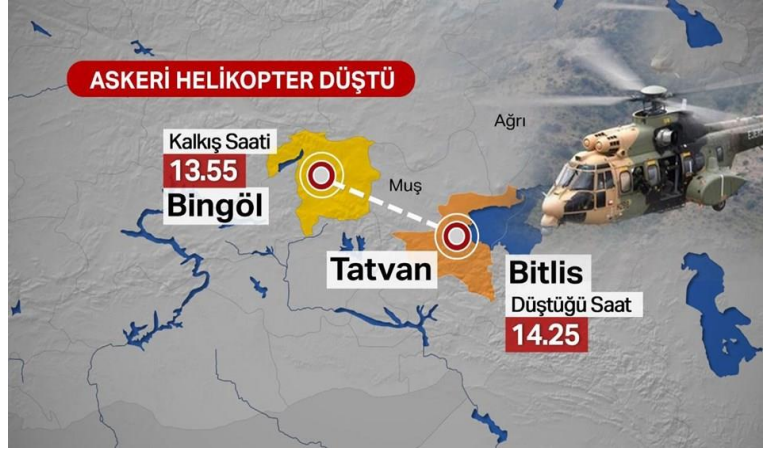 ASKERİ HELİKOPTER DÜŞTÜ
Ağrı
Kalkış Saati
13.55
Bingöl
Muş
Tatvan
Bitlis
Düştüğü Saat
14.25